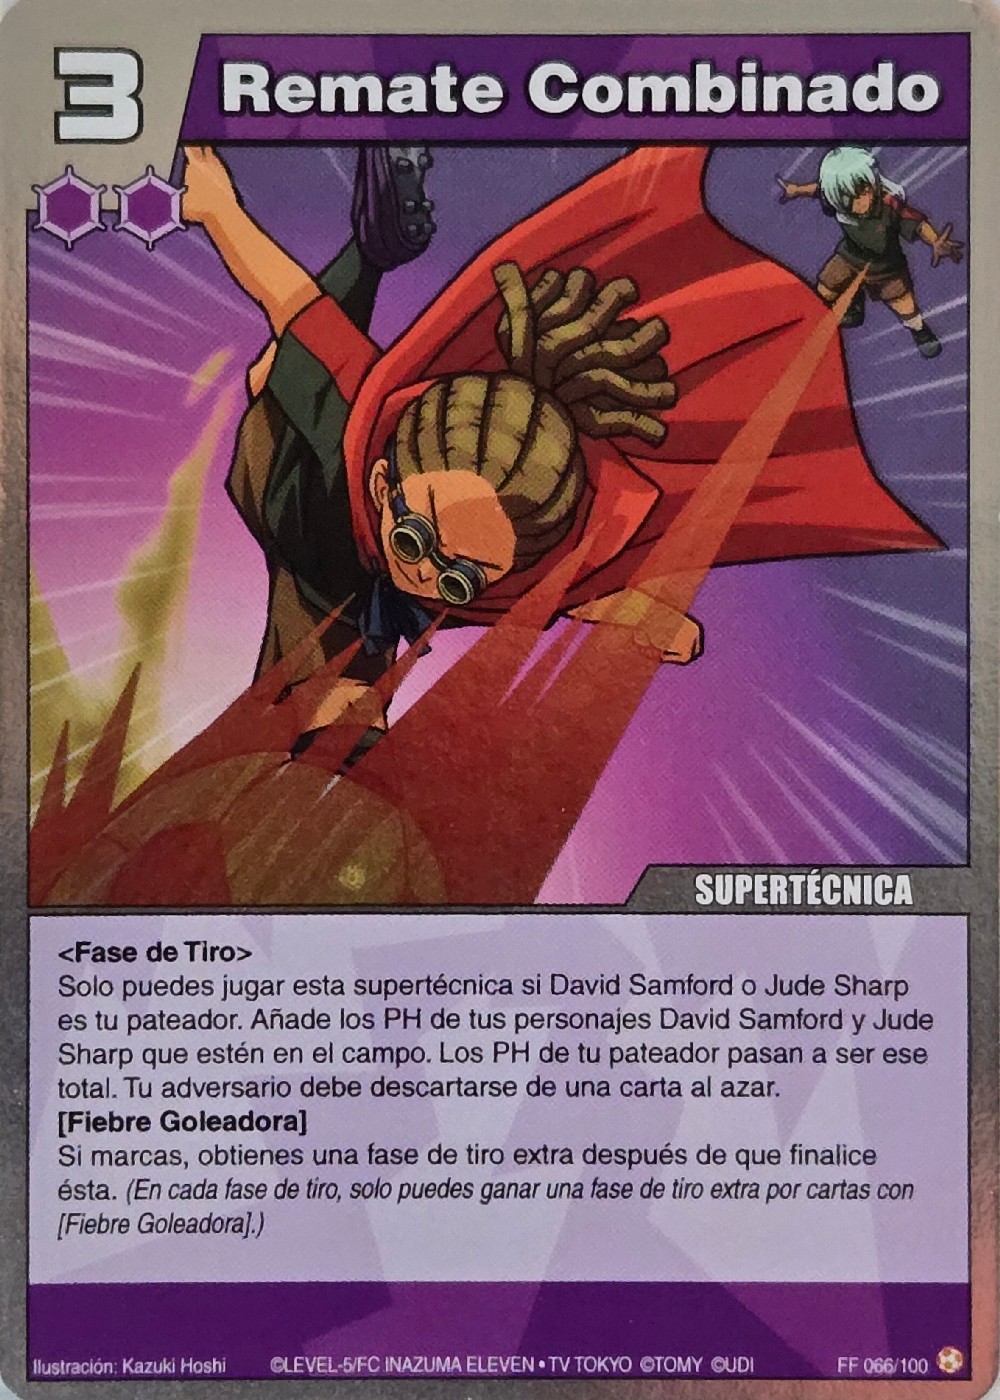 3
Remate Combinado
SUPERTÉCNICA
<Fase de Tiro>
Solo puedes jugar esta supertécnica si David Samford o Jude Sharp
es tu pateador. Añade los PH de tus personajes David Samford y Jude
Sharp que estén en el campo. Los PH de tu pateador pasan a ser ese
total. Tu adversario debe descartarse de una carta al azar.
[Fiebre Goleadora]
Si marcas, obtienes una fase de tiro extra después de que finalice
ésta. (En cada fase de tiro, solo puedes ganar una fase de tiro extra por cartas con
[Fiebre Goleadora].)
Ilustración: Kazuki Hoshi ©LEVEL-5/FC INAZUMA ELEVEN • TV TOKYO ©TOMY ©UDI FF 066/100